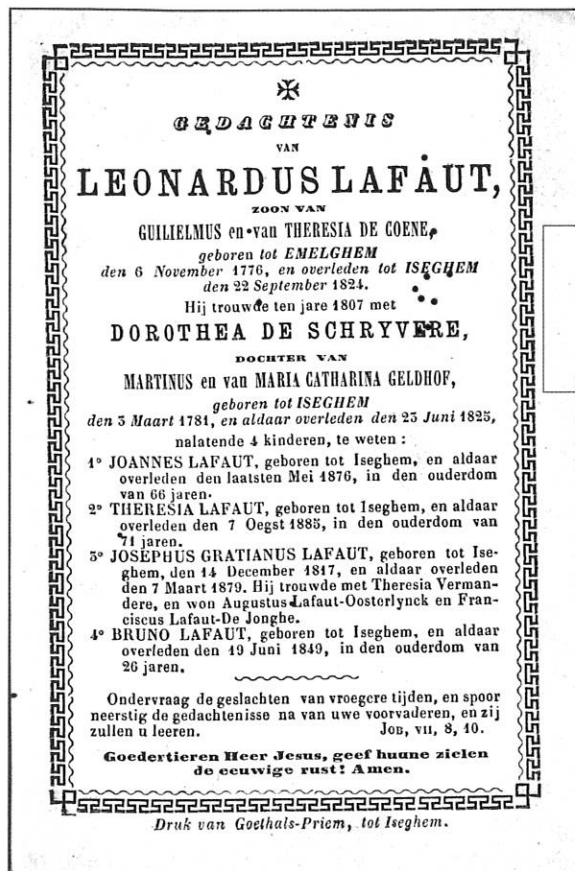 GEDACHTENIS
VAN
LEONARDUS LAFAUT,
ZOON VAN
GUILIELMUS en van THERESIA DE COENE,
geboren tot EMELGHEM
den 6 November 1776, en overleden tot ISEGHEM
den 22 September 1824.
Hij trouwde ten jare 1807 met
DOROTHEA DE SCHRYVERE,
DOCHTER VAN
MARTINUS en van MARIA CATHARINA GELDHOF,
geboren tot ISEGHEM
den 3 Maart 1781, en aldaar overleden den 23 Juni 1825,
nalatende 4 kinderen, te weten :
1° JOANNES LAFAUT, geboren tot Iseghem, en aldaar
overleden den laatsten Mei 1876, in den ouderdom
van 66 jaren.
2° THERESIA LAFAUT, geboren tot Iseghem, en aldaar
overleden den 7 Oegst 1885, in den ouderdom van
71 jaren.
3° JOSEPHUS GRATIANUS LAFAUT, geboren tot Ise-
ghem, den 14 December 1817, en aldaar overleden
den 7 Maart 1879. Hij trouwde met Theresia Verman-
dere, en won Augustus Lafaut-Oosterlynck en Fran-
ciscus Lafaut-De Jonghe.
4° BRUNO LAFAUT, geboren tot Iseghem, en aldaar
overleden den 19 Juni 1849, in den ouderdom van
26 jaren.
Ondervraag de geslachten van vroegere tijden, en spoor
neerstig de gedachtenisse na van uwe voorvaderen, en zij
zullen u leeren. JOB, VII, 8, 10.
Goedertieren Heer Jesus, geef hunne zielen
de eeuwige rust! Amen.
Druk van Goethals-Priem, tot Iseghem.